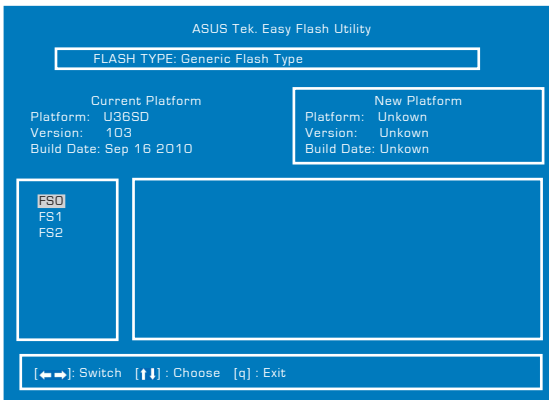 ASUS Tek. Easy Flash Utility
FLASH TYPE: Generic Flash Type
Current Platform
Platform: U36SD
Version: 103
Build Date: Sep 16 2010
New Platform
Platform: Unkown
Version: Unkown
Build Date: Unkown
FS0
FS1
FS2
[←→]: Switch [↑↓] : Choose [q] : Exit